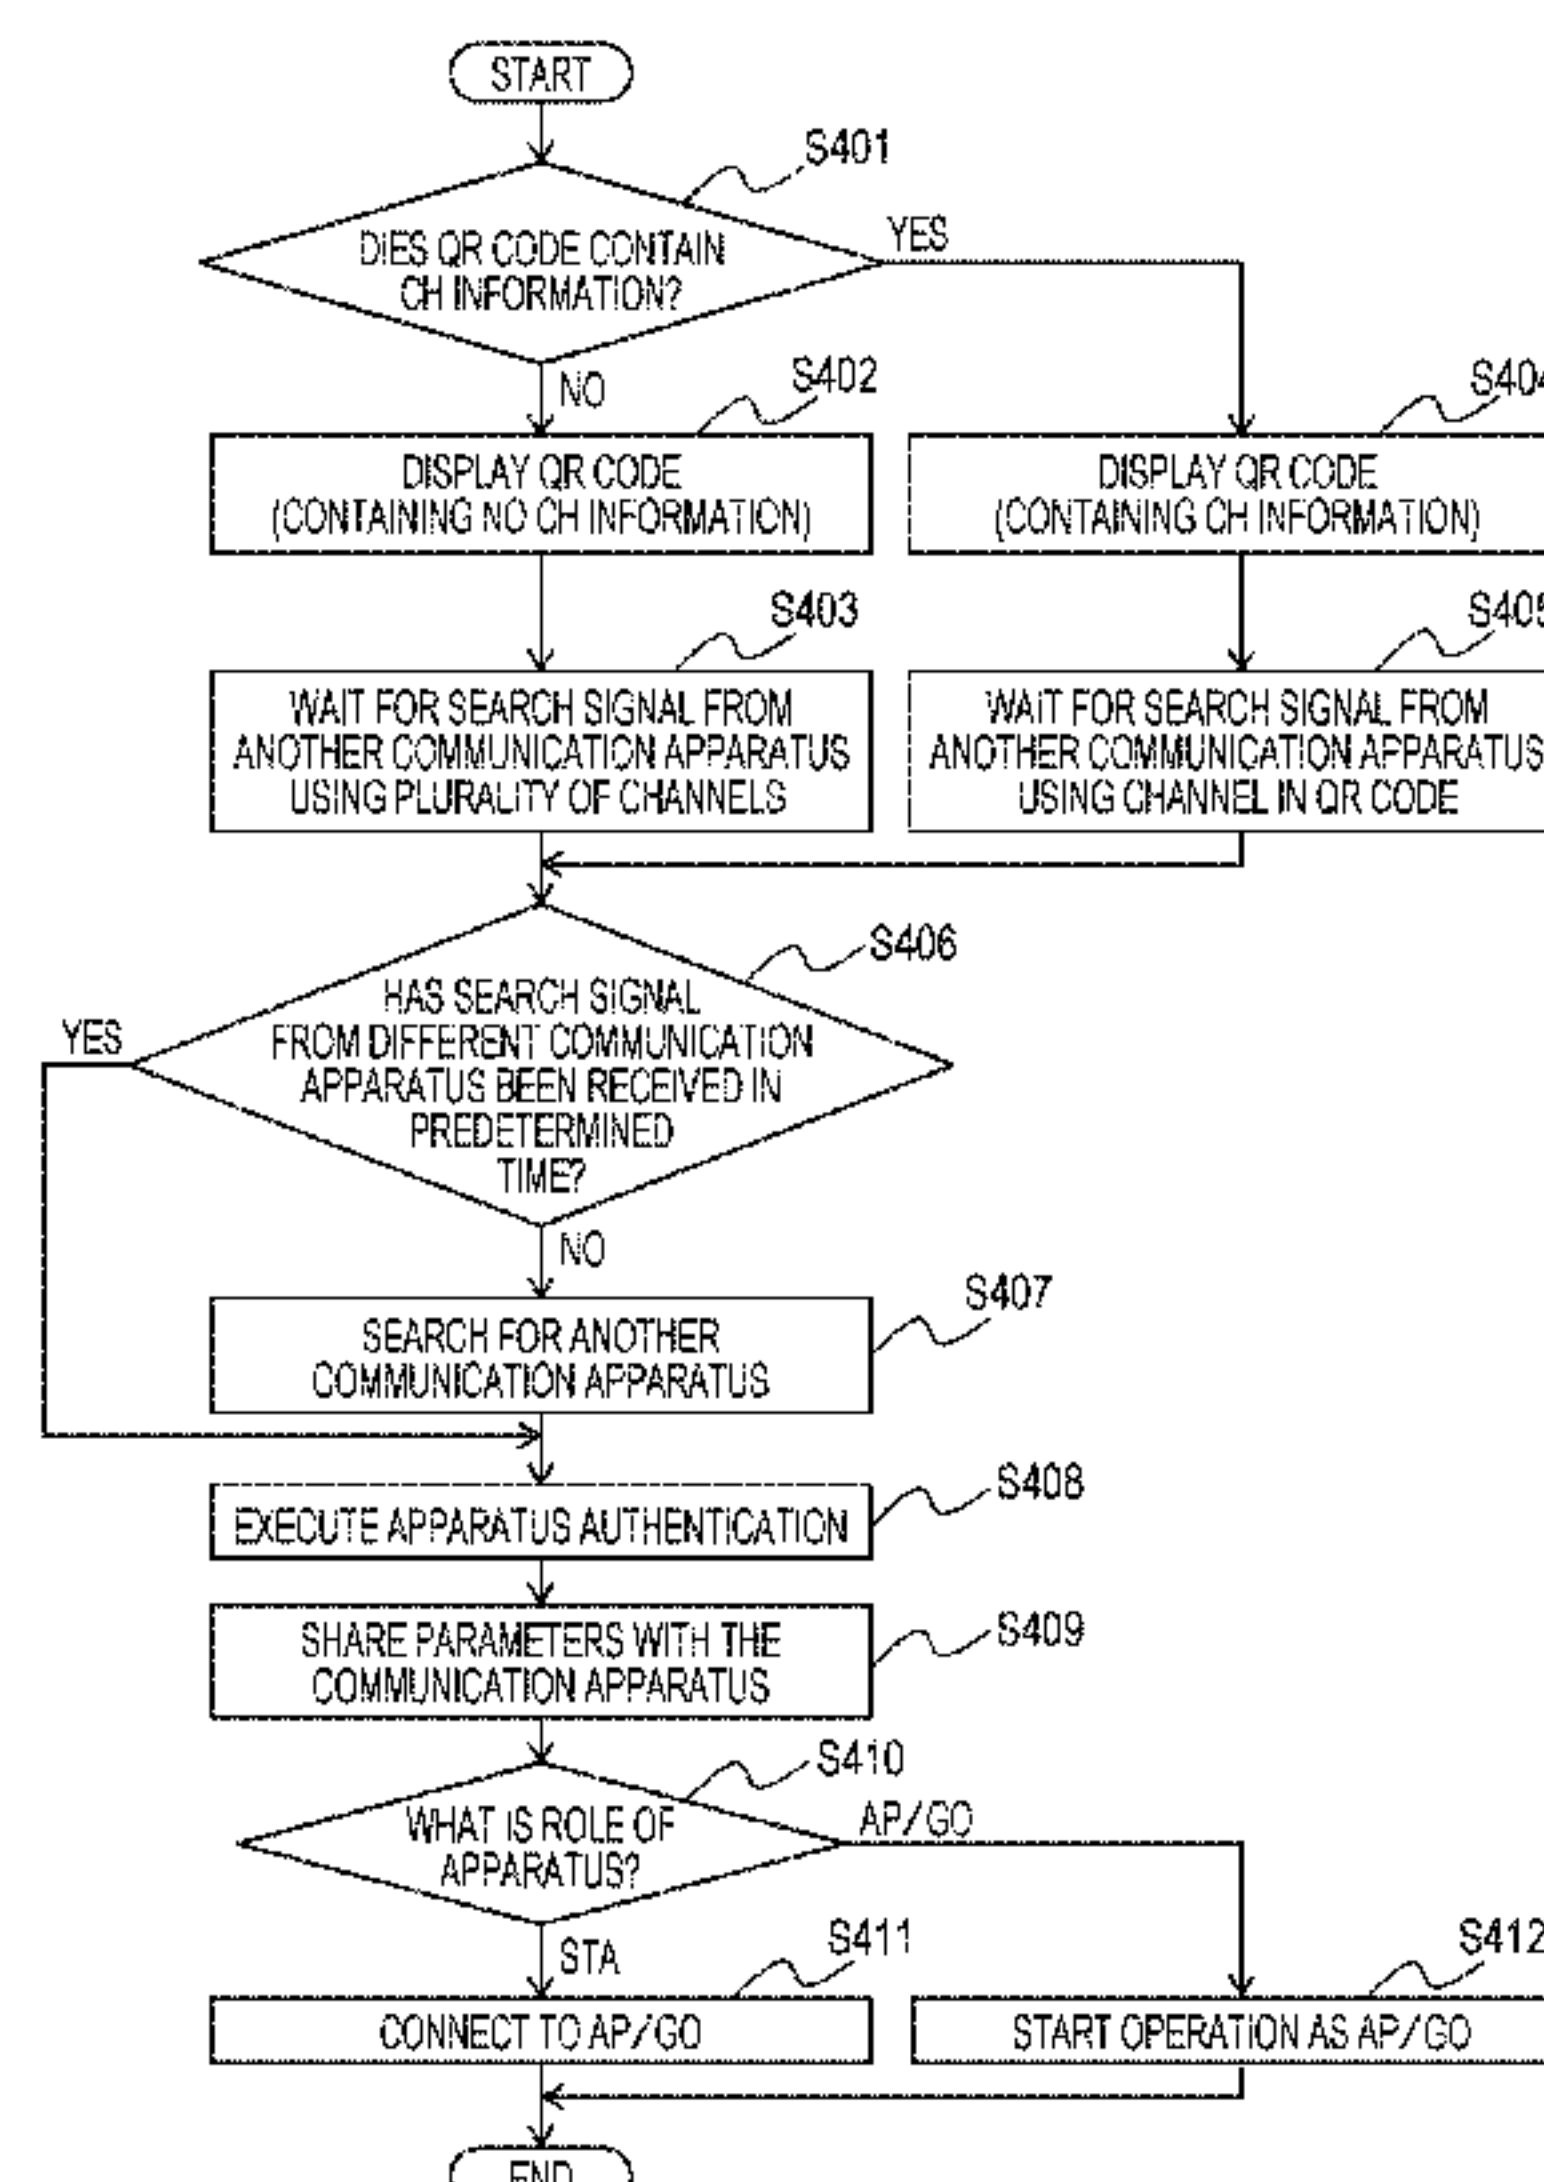 START
S401
DIES QR CODE CONTAIN
CH INFORMATION?
YES
NO
S402
S404
DISPLAY QR CODE
(CONTAINING NO CH INFORMATION)
DISPLAY QR CODE
(CONTAINING CH INFORMATION)
S403
S405
WAIT FOR SEARCH SIGNAL FROM
ANOTHER COMMUNICATION APPARATUS
USING PLURALITY OF CHANNELS
WAIT FOR SEARCH SIGNAL FROM
ANOTHER COMMUNICATION APPARATUS
USING CHANNEL IN QR CODE
S406
HAS SEARCH SIGNAL
FROM DIFFERENT COMMUNICATION
APPARATUS BEEN RECEIVED IN
PREDETERMINED
TIME?
YES
NO
S407
SEARCH FOR ANOTHER
COMMUNICATION APPARATUS
S408
EXECUTE APPARATUS AUTHENTICATION
S409
SHARE PARAMETERS WITH THE
COMMUNICATION APPARATUS
S410
WHAT IS ROLE OF
APPARATUS?
AP/GO
STA
S411
S412
CONNECT TO AP/GO
START OPERATION AS AP/GO
END